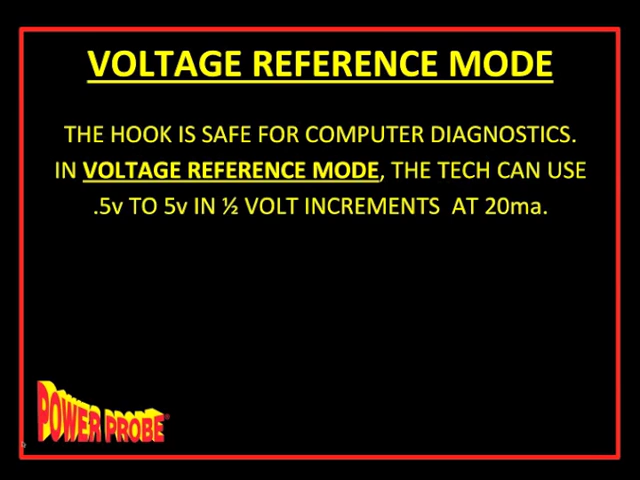 VOLTAGE REFERENCE MODE
THE HOOK IS SAFE FOR COMPUTER DIAGNOSTICS.
IN VOLTAGE REFERENCE MODE, THE TECH CAN USE
.5v TO 5v IN ½ VOLT INCREMENTS AT 20ma.
POWER PROBE®